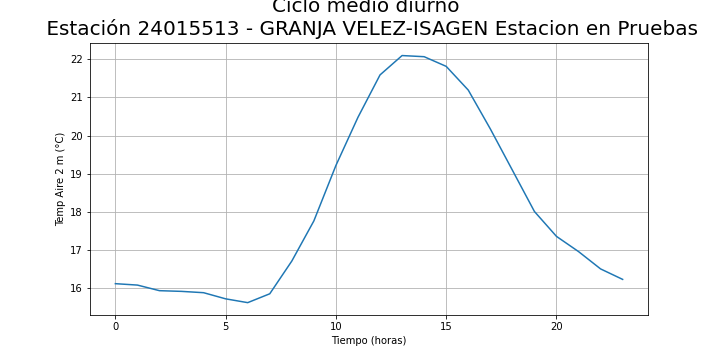 Ciclo medio diurno
Estación 24015513 - GRANJA VELEZ-ISAGEN Estacion en Pruebas
22
21
20
19
18
17
16
Temp Aire 2 m (°C)
0 5 10 15 20
Tiempo (horas)